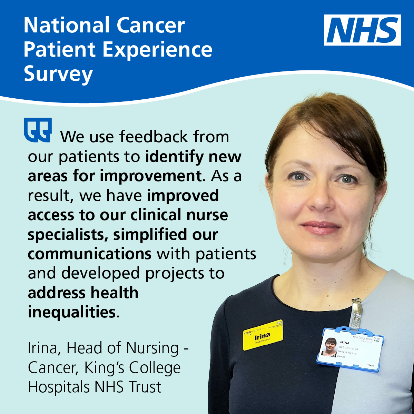 National Cancer
Patient Experience
Survey
NHS
We use feedback from
our patients to identify new
areas for improvement. As a
result, we have improved
access to our clinical nurse
specialists, simplified our
communications with patients
and developed projects to
address health
inequalities.
Irina
Irina, Head of Nursing -
Cancer, King's College
Hospitals NHS Trust